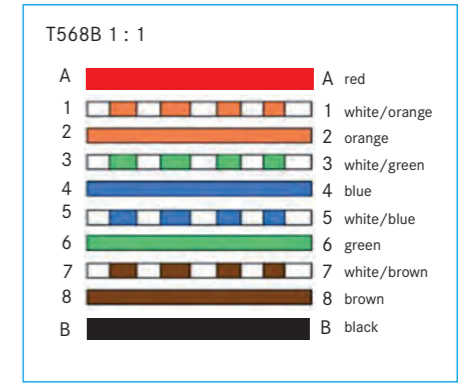 T568B 1 : 1
A A red
1 1 white/orange
2 2 orange
3 3 white/green
4 4 blue
5 5 white/blue
6 6 green
7 7 white/brown
8 8 brown
B B black